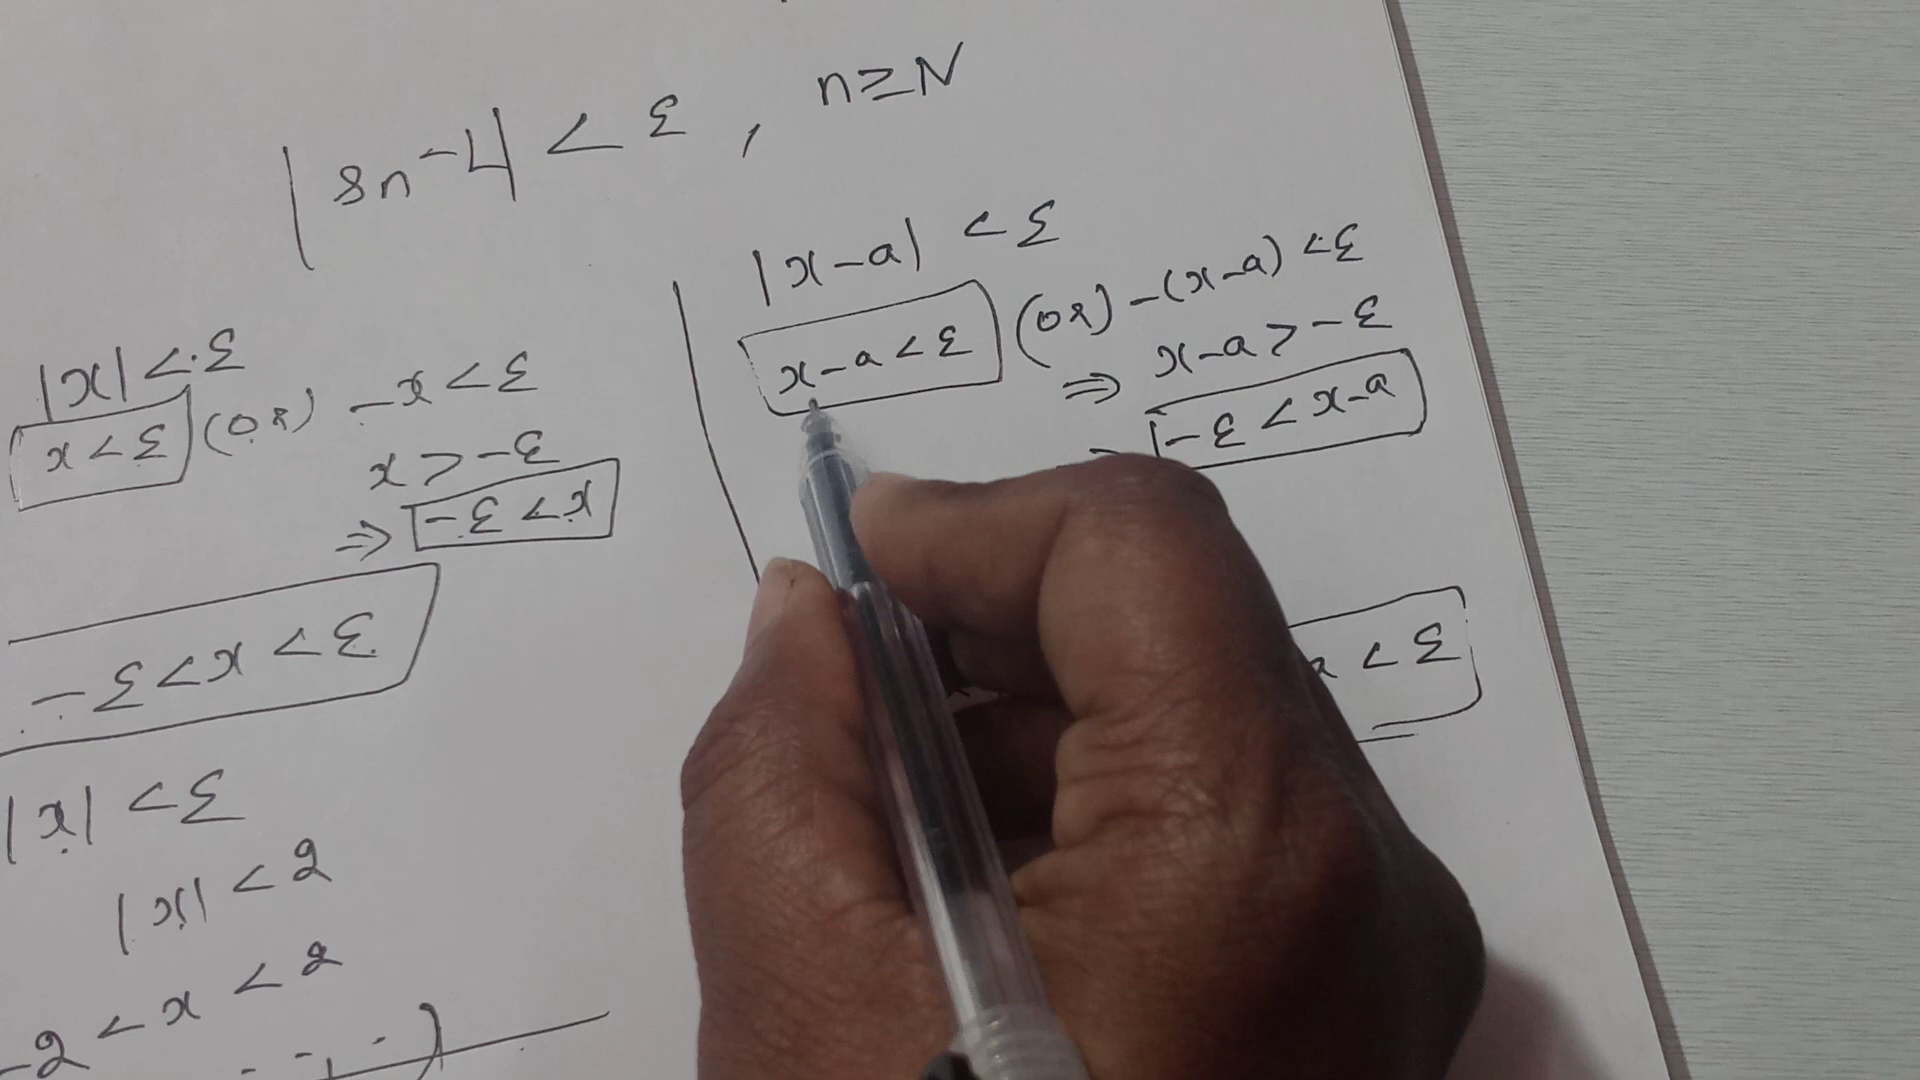 |sn-4| < ε , n ≥ N
|x| < ε
x < ε (or) -x < ε
x > -ε
⇒ -ε < x
-ε < x < ε
|x| < ε
|x| < 2
-2 < x < 2
|x-a| < ε
x-a < ε (or) -(x-a) < ε
⇒ x-a > -ε
-ε < x-a
< ε